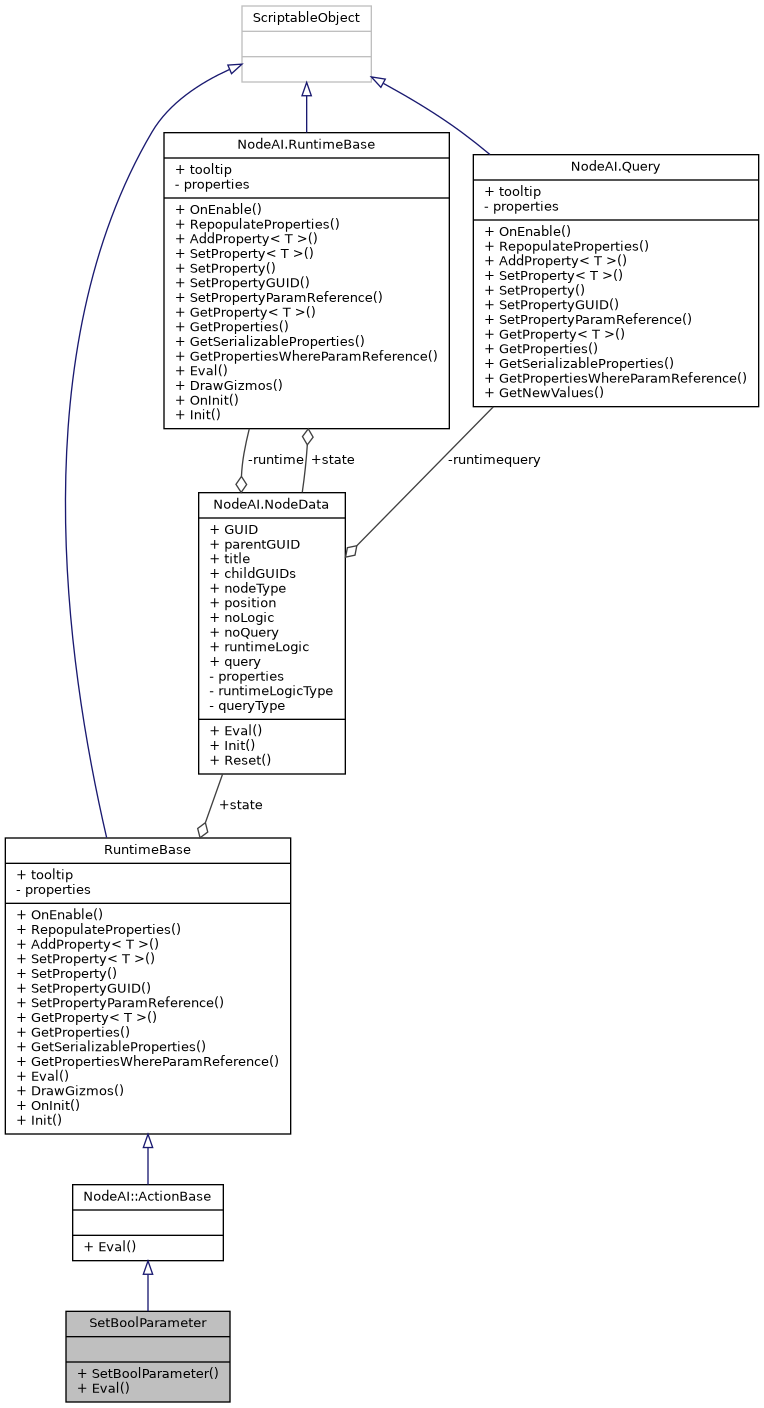 ScriptableObject
NodeAI.RuntimeBase
+ tooltip
- properties
+ OnEnable()
+ RepopulateProperties()
+ AddProperty< T >()
+ SetProperty< T >()
+ SetProperty()
+ SetPropertyGUID()
+ SetPropertyParamReference()
+ GetProperty< T >()
+ GetProperties()
+ GetSerializableProperties()
+ GetPropertiesWhereParamReference()
+ Eval()
+ DrawGizmos()
+ OnInit()
+ Init()
NodeAI.Query
+ tooltip
- properties
+ OnEnable()
+ RepopulateProperties()
+ AddProperty< T >()
+ SetProperty< T >()
+ SetProperty()
+ SetPropertyGUID()
+ SetPropertyParamReference()
+ GetProperty< T >()
+ GetProperties()
+ GetSerializableProperties()
+ GetPropertiesWhereParamReference()
+ GetNewValues()
-runtime
+state
-runtimequery
NodeAI.NodeData
+ GUID
+ parentGUID
+ title
+ childGUIDs
+ nodeType
+ position
+ noLogic
+ noQuery
+ runtimeLogic
+ query
- properties
- runtimeLogicType
- queryType
+ Eval()
+ Init()
+ Reset()
+state
RuntimeBase
+ tooltip
- properties
+ OnEnable()
+ RepopulateProperties()
+ AddProperty< T >()
+ SetProperty< T >()
+ SetProperty()
+ SetPropertyGUID()
+ SetPropertyParamReference()
+ GetProperty< T >()
+ GetProperties()
+ GetSerializableProperties()
+ GetPropertiesWhereParamReference()
+ Eval()
+ DrawGizmos()
+ OnInit()
+ Init()
NodeAI::ActionBase
+ Eval()
SetBoolParameter
+ SetBoolParameter()
+ Eval()